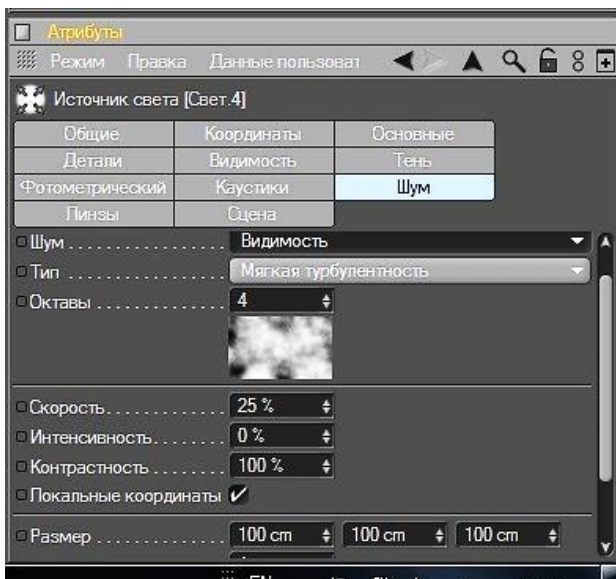 Атрибуты
Режим Правка Данные пользоват
Источник света [Свет.4]
Общие Координаты Основные
Детали Видимость Тень
Фотометрический Каустики Шум
Линзы Сцена
Шум Видимость
Тип Мягкая турбулентность
Октавы 4
Скорость 25 %
Интенсивность 0 %
Контрастность 100 %
Локальные координаты
Размер 100 cm 100 cm 100 cm